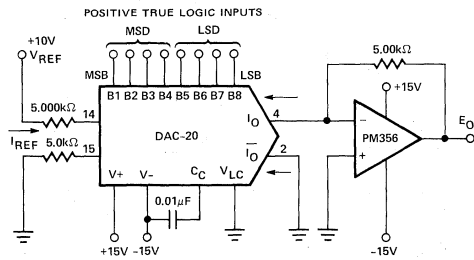 POSITIVE TRUE LOGIC INPUTS
MSD LSD
+10V
VREF
MSB LSB
B1 B2 B3 B4 B5 B6 B7 B8
5.000kΩ
14
IREF
5.0kΩ
15
DAC-20
IO
4
IO
2
V+ V- CC VLC
0.01μF
+15V -15V
5.00kΩ
+15V
-
+
PM356
EO
-15V